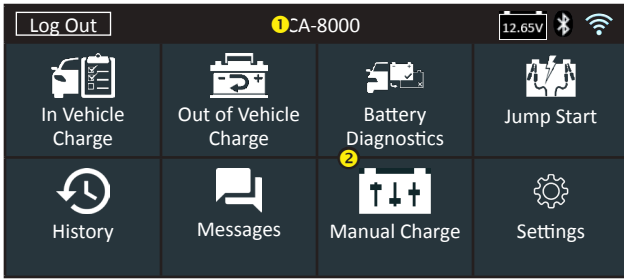 Log Out
1
CA-8000
12.65V
In Vehicle
Charge
Out of Vehicle
Charge
Battery
Diagnostics
Jump Start
2
History
Messages
Manual Charge
Settings